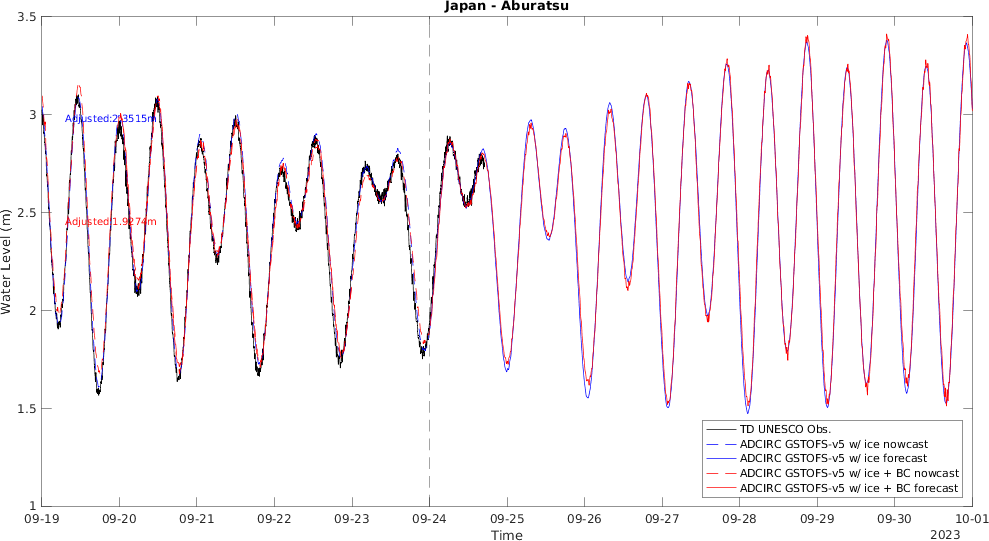 Japan - Aburatsu
3.5
3
2.5
2
1.5
1
Water Level (m)
Adjusted:2.3515m
Adjusted:1.9274m
TD UNESCO Obs.
ADCIRC GSTOFS-v5 w/ ice nowcast
ADCIRC GSTOFS-v5 w/ ice forecast
ADCIRC GSTOFS-v5 w/ ice + BC nowcast
ADCIRC GSTOFS-v5 w/ ice + BC forecast
09-19 09-20 09-21 09-22 09-23 09-24 09-25 09-26 09-27 09-28 09-29 09-30 10-01
Time
2023